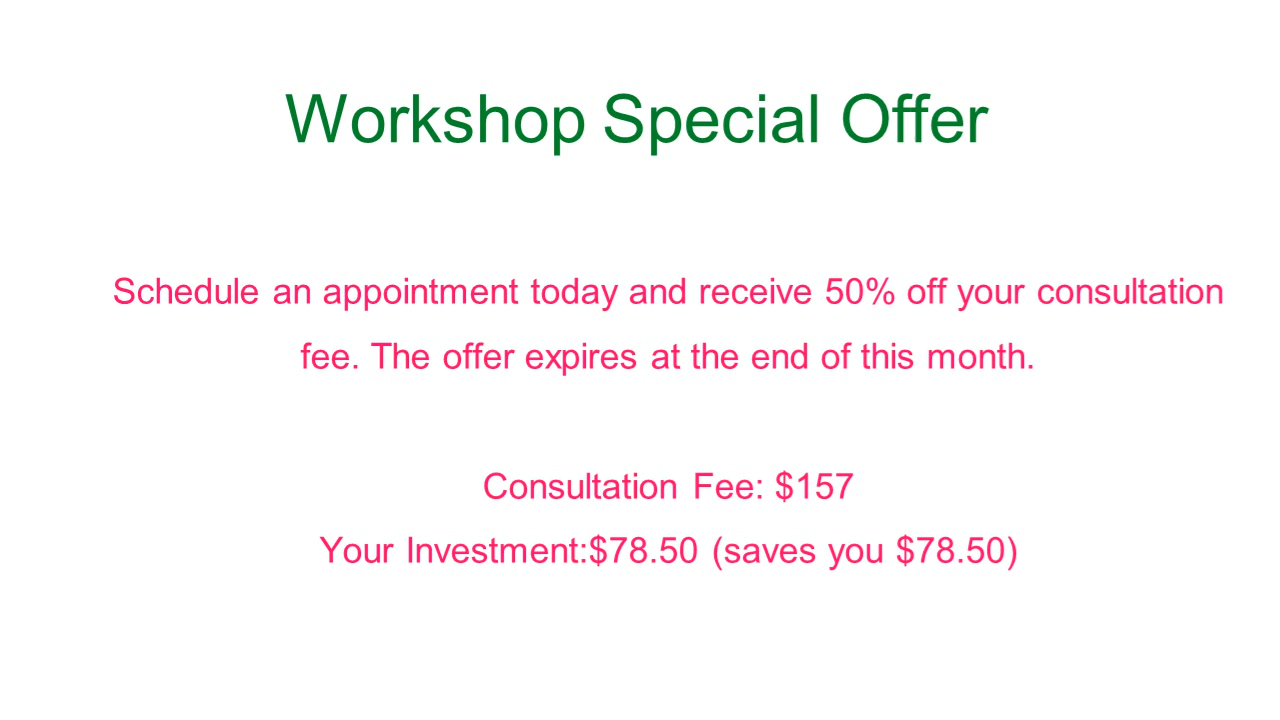 Workshop Special Offer
Schedule an appointment today and receive 50% off your consultation
fee. The offer expires at the end of this month.
Consultation Fee: $157
Your Investment:$78.50 (saves you $78.50)